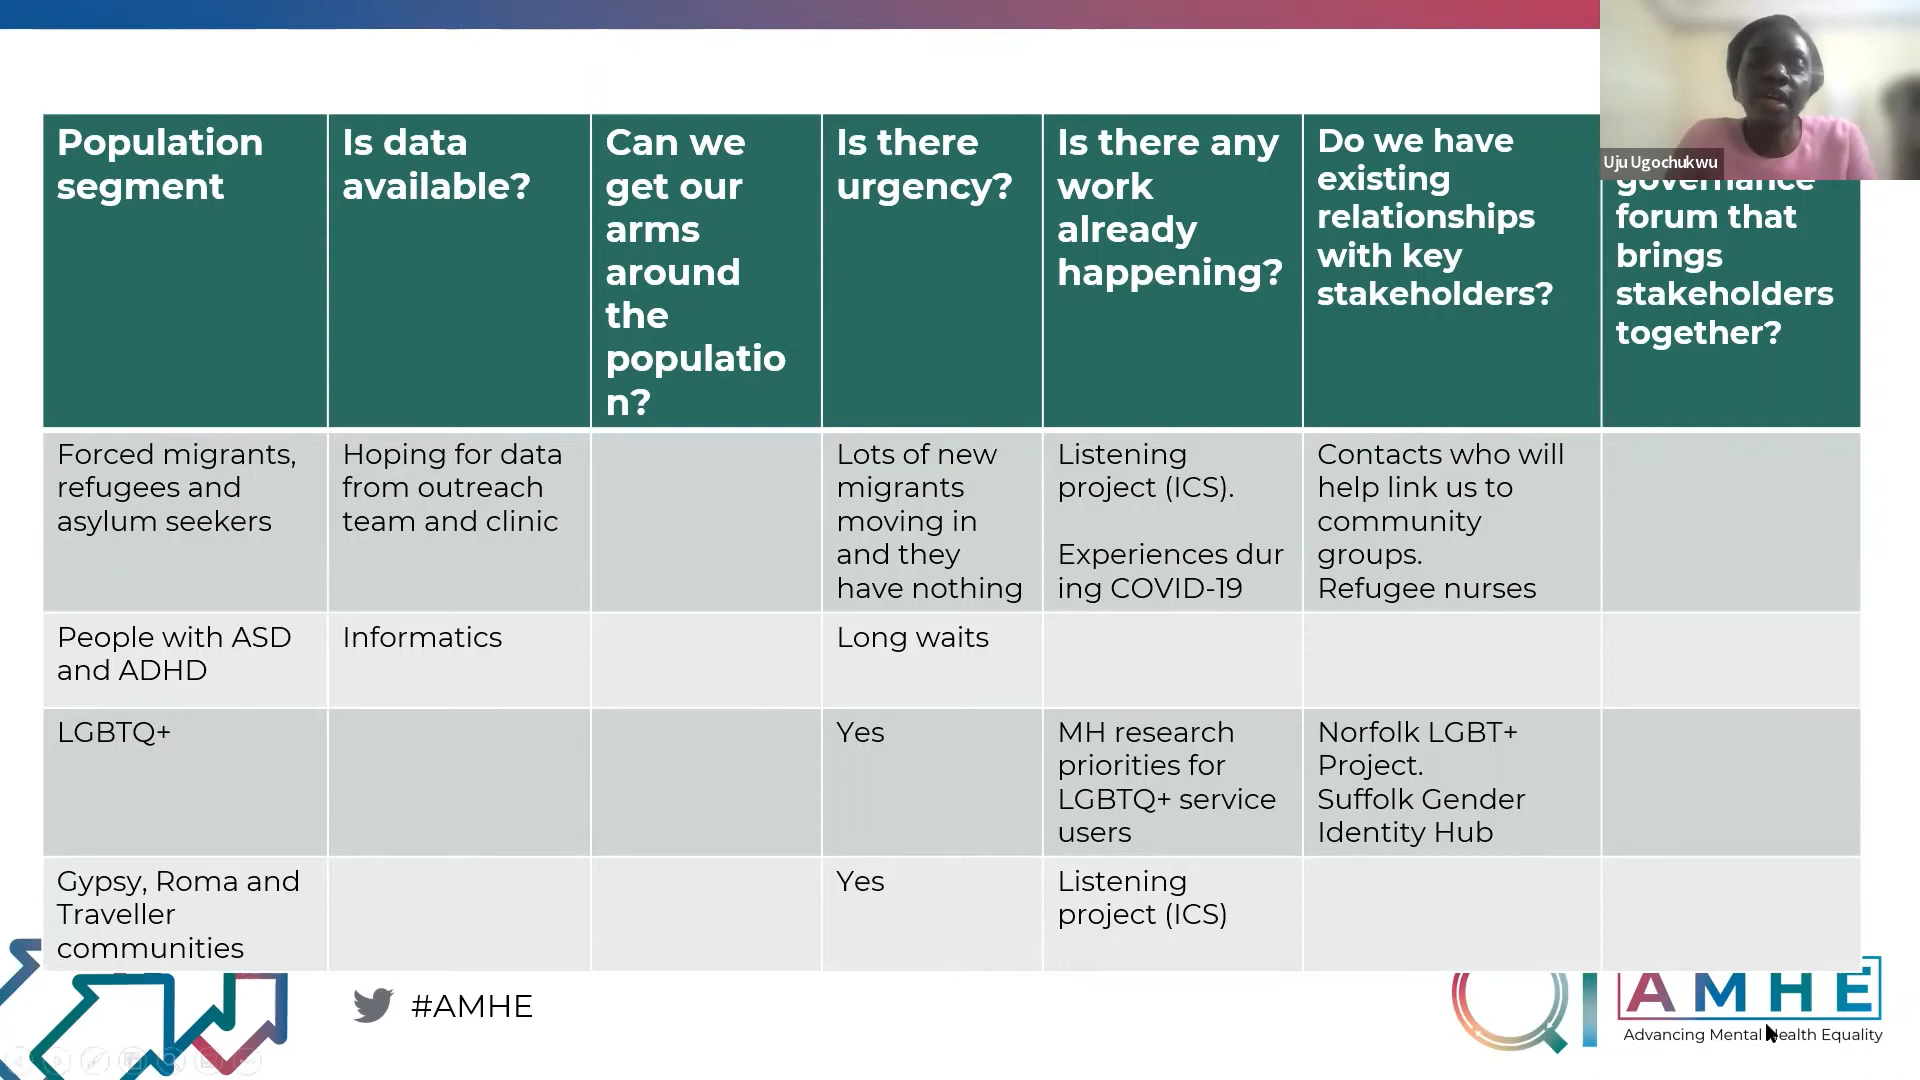 Uju Ugochukwu
Population
segment
Is data
available?
Can we
get our
arms
around
the
populatio
n?
Is there
urgency?
Is there any
work
already
happening?
Do we have
existing
relationships
with key
stakeholders?
governance
forum that
brings
stakeholders
together?
Forced migrants,
refugees and
asylum seekers
Hoping for data
from outreach
team and clinic
Lots of new
migrants
moving in
and they
have nothing
Listening
project (ICS).
Experiences dur
ing COVID-19
Contacts who will
help link us to
community
groups.
Refugee nurses
People with ASD
and ADHD
Informatics
Long waits
LGBTQ+
Yes
MH research
priorities for
LGBTQ+ service
users
Norfolk LGBT+
Project.
Suffolk Gender
Identity Hub
Gypsy, Roma and
Traveller
communities
Yes
Listening
project (ICS)
#AMHE
QI AMHE
Advancing Mental Health Equality